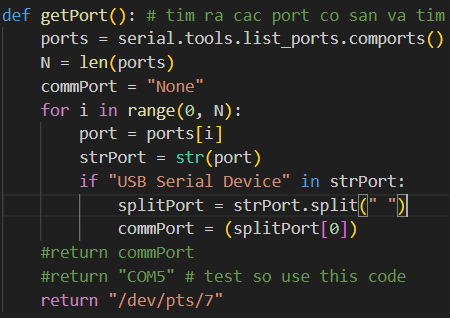 def getPort(): # tim ra cac port co san va tim
    ports = serial.tools.list_ports.comports()
    N = len(ports)
    commPort = "None"
    for i in range(0, N):
        port = ports[i]
        strPort = str(port)
        if "USB Serial Device" in strPort:
            splitPort = strPort.split(" ")
            commPort = (splitPort[0])
    #return commPort
    #return "COM5" # test so use this code
    return "/dev/pts/7"